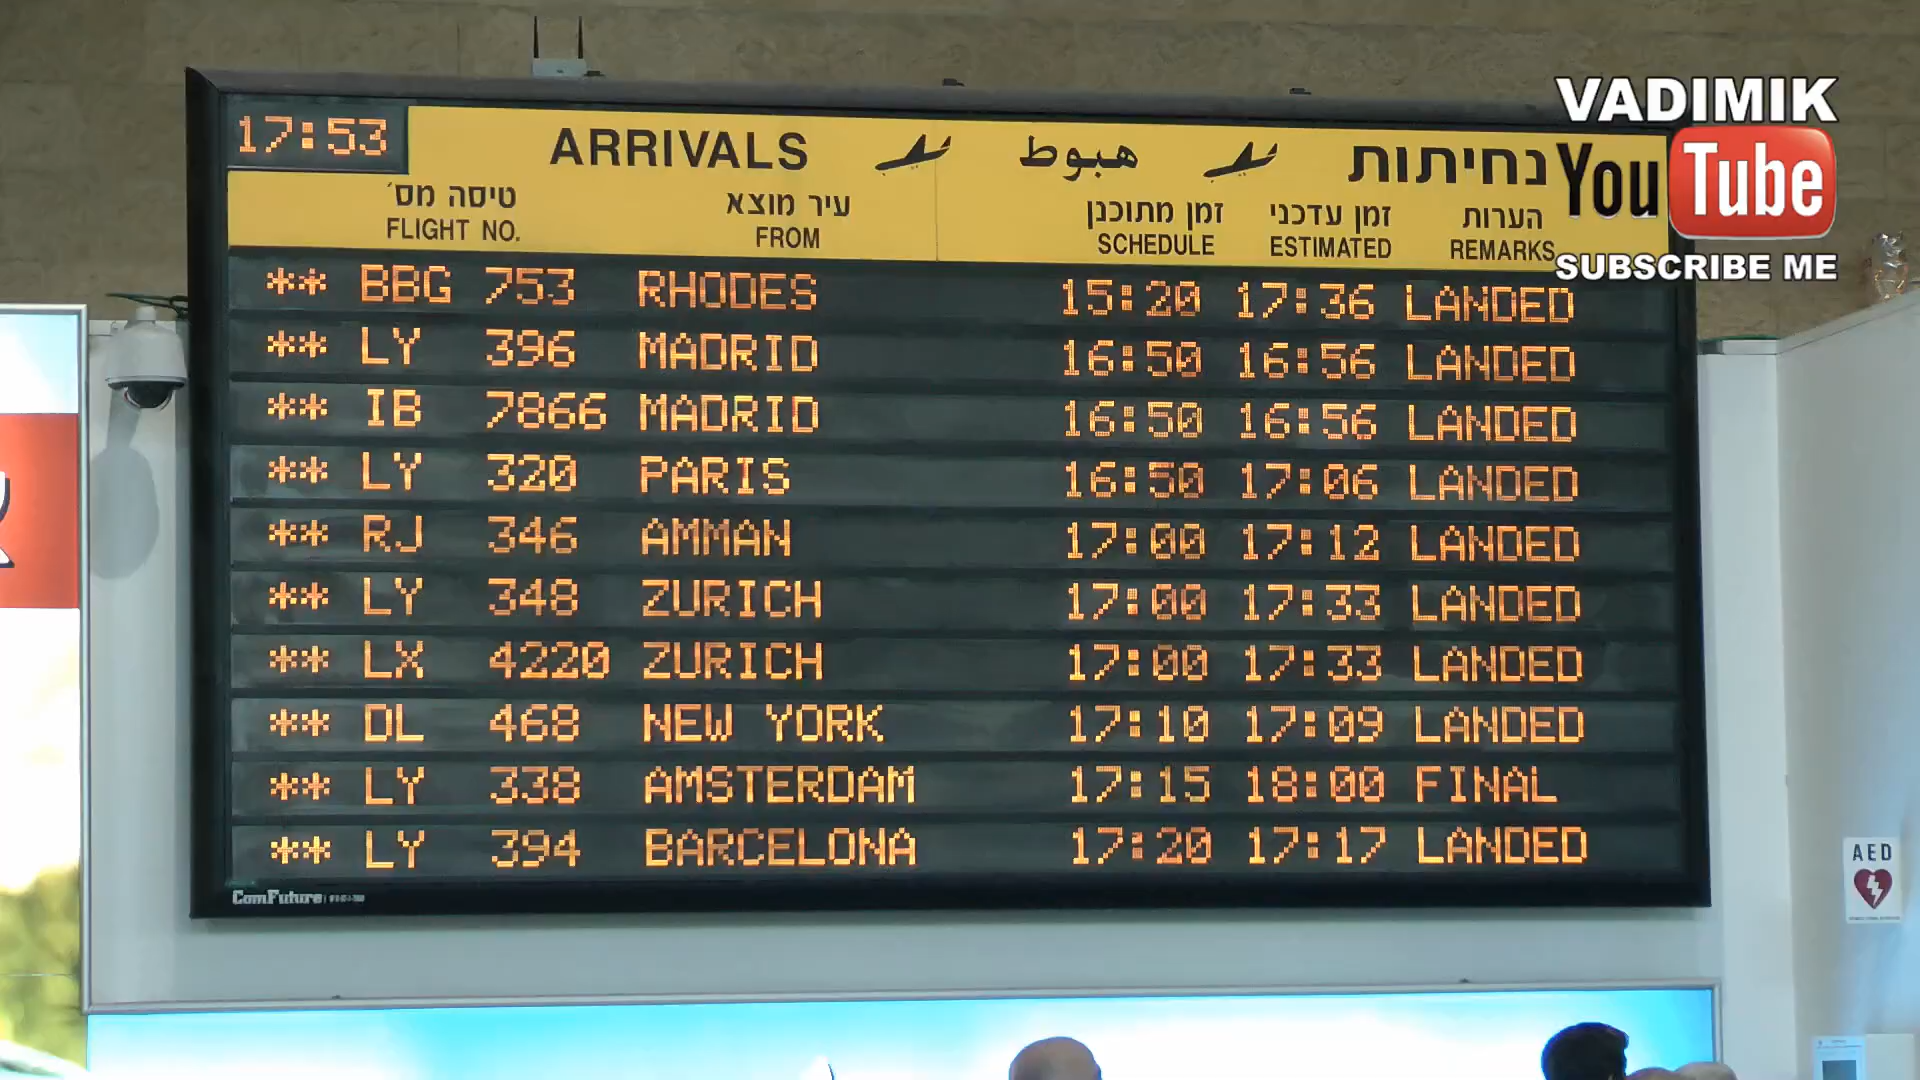 VADIMIK
YouTube
SUBSCRIBE ME
17:53
ARRIVALS هبوط נחיתות
טיסה מס' עיר מוצא זמן מתוכנן זמן עדכני הערות
FLIGHT NO. FROM SCHEDULE ESTIMATED REMARKS
** BBG 753 RHODES 15:20 17:36 LANDED
** LY 396 MADRID 16:50 16:56 LANDED
** IB 7866 MADRID 16:50 16:56 LANDED
** LY 320 PARIS 16:50 17:06 LANDED
** RJ 346 AMMAN 17:00 17:12 LANDED
** LY 348 ZURICH 17:00 17:33 LANDED
** LX 4220 ZURICH 17:00 17:33 LANDED
** DL 468 NEW YORK 17:10 17:09 LANDED
** LY 338 AMSTERDAM 17:15 18:00 FINAL
** LY 394 BARCELONA 17:20 17:17 LANDED
ComFuture
AED